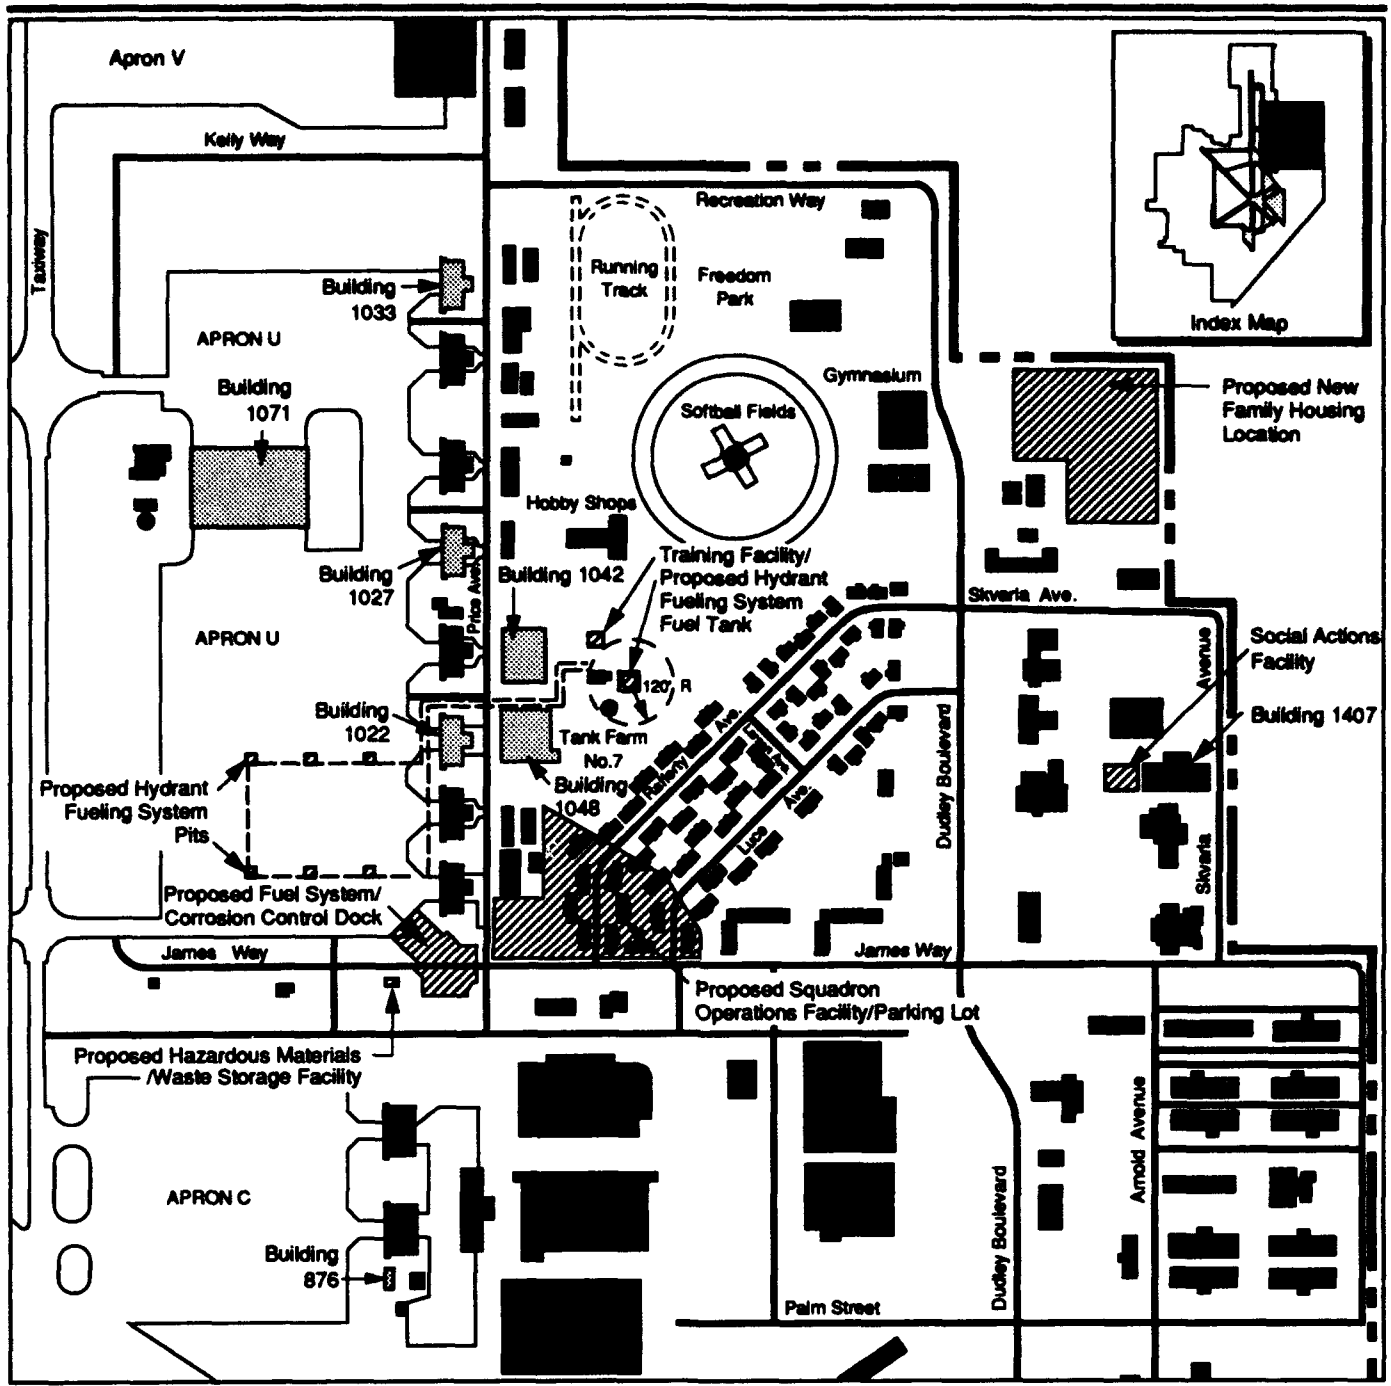 Apron V
Kelly Way
Taxiway
Recreation Way
Index Map
Running
Track
Freedom
Park
Building
1033
APRON U
Building
1071
Gymnasium
Softball Fields
Proposed New
Family Housing
Location
Hobby Shops
Building
1027
Price Ave.
Building 1042
Training Facility/
Proposed Hydrant
Fueling System
Fuel Tank
Skvaria Ave.
APRON U
Avenue
Skvaria
Social Actions
Facility
120' R
Building
1022
Ave.
Rafferty
Tank Farm
No.7
Building
1048
Ave.
Luce
Dudley Boulevard
Building 1407
Proposed Hydrant
Fueling System
Pits
Proposed Fuel System/
Corrosion Control Dock
James Way
James Way
Proposed Squadron
Operations Facility/Parking Lot
Proposed Hazardous Materials
/Waste Storage Facility
Arnold Avenue
APRON C
Dudley Boulevard
Building
876
Palm Street